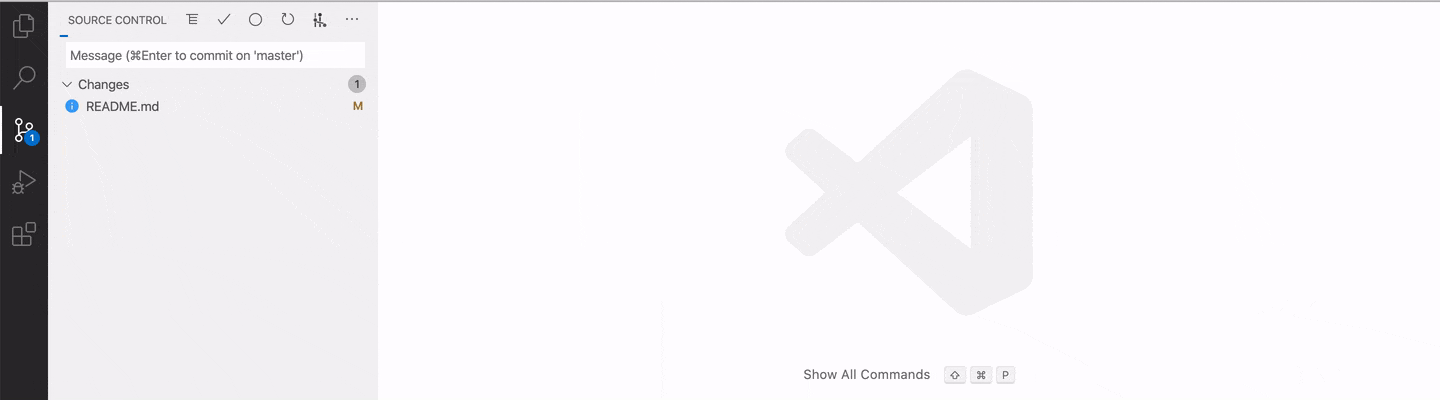 SOURCE CONTROL
Message (⌘Enter to commit on 'master')
Changes 1
README.md M
1
Show All Commands ⇧ ⌘ P